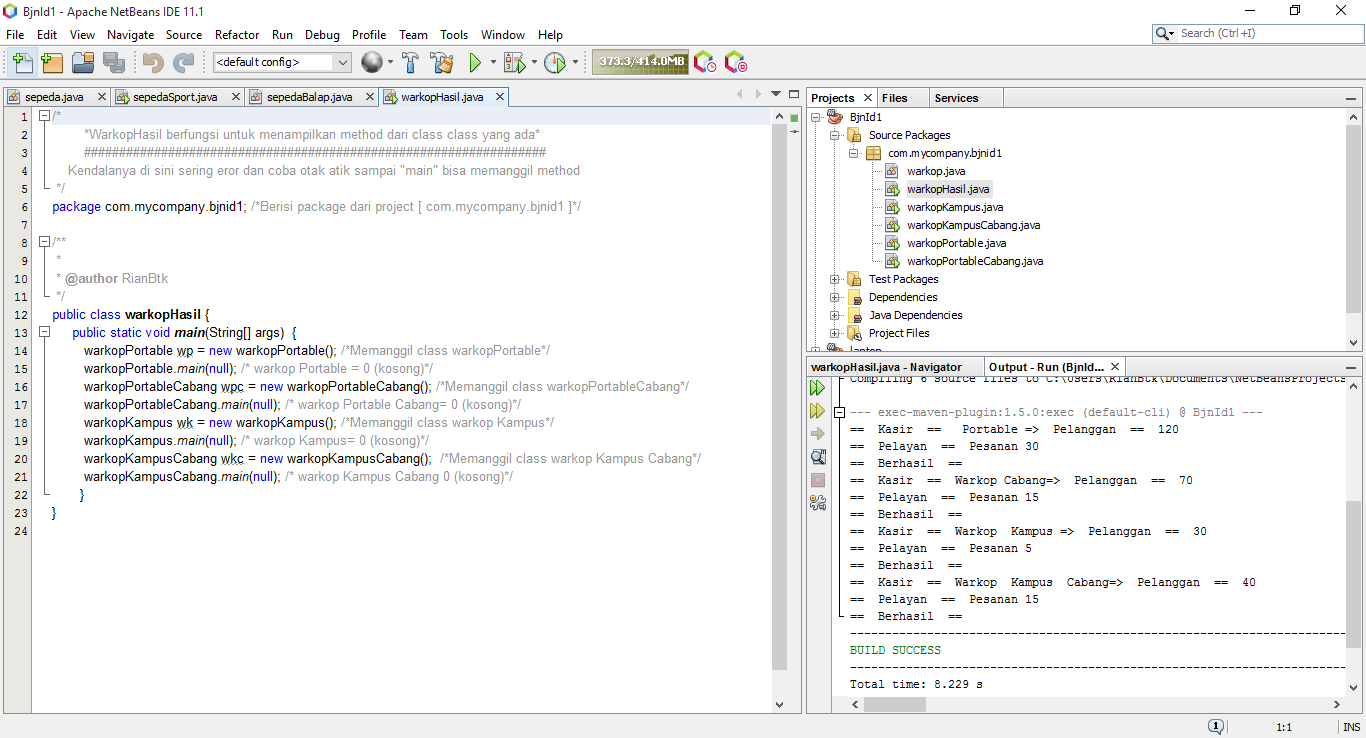 BjnId1 - Apache NetBeans IDE 11.1
File Edit View Navigate Source Refactor Run Debug Profile Team Tools Window Help
Search (Ctrl+I)
<default config>
373.3/414.0MB
sepeda.java
sepedaSport.java
sepedaBalap.java
warkopHasil.java
1 /*
2 *WarkopHasil berfungsi untuk menampilkan method dari class class yang ada*
3 ##################################################################
4 Kendalanya di sini sering eror dan coba otak atik sampai "main" bisa memanggil method
5 */
6 package com.mycompany.bjnid1; /*Berisi package dari project [ com.mycompany.bjnid1 ]*/
7
8 /**
9 *
10 * @author RianBtk
11 */
12 public class warkopHasil {
13 public static void main(String[] args) {
14 warkopPortable wp = new warkopPortable(); /*Memanggil class warkopPortable*/
15 warkopPortable.main(null); /* warkop Portable = 0 (kosong)*/
16 warkopPortableCabang wpc = new warkopPortableCabang(); /*Memanggil class warkopPortableCabang*/
17 warkopPortableCabang.main(null); /* warkop Portable Cabang= 0 (kosong)*/
18 warkopKampus wk = new warkopKampus(); /*Memanggil class warkop Kampus*/
19 warkopKampus.main(null); /* warkop Kampus= 0 (kosong)*/
20 warkopKampusCabang wkc = new warkopKampusCabang(); /*Memanggil class warkop Kampus Cabang*/
21 warkopKampusCabang.main(null); /* warkop Kampus Cabang 0 (kosong)*/
22 }
23 }
24
Projects
Files
Services
BjnId1
Source Packages
com.mycompany.bjnid1
warkop.java
warkopHasil.java
warkopKampus.java
warkopKampusCabang.java
warkopPortable.java
warkopPortableCabang.java
Test Packages
Dependencies
Java Dependencies
Project Files
laptop
warkopHasil.java - Navigator
Output - Run (BjnId...
Compiling 6 source files to C:\Users\RianBtk\Documents\NetBeansProjects
--- exec-maven-plugin:1.5.0:exec (default-cli) @ BjnId1 ---
== Kasir == Portable => Pelanggan == 120
== Pelayan == Pesanan 30
== Berhasil ==
== Kasir == Warkop Cabang=> Pelanggan == 70
== Pelayan == Pesanan 15
== Berhasil ==
== Kasir == Warkop Kampus => Pelanggan == 30
== Pelayan == Pesanan 5
== Berhasil ==
== Kasir == Warkop Kampus Cabang=> Pelanggan == 40
== Pelayan == Pesanan 15
== Berhasil ==
------------------------------------------------------------------------
BUILD SUCCESS
------------------------------------------------------------------------
Total time: 8.229 s
1
1:1
INS